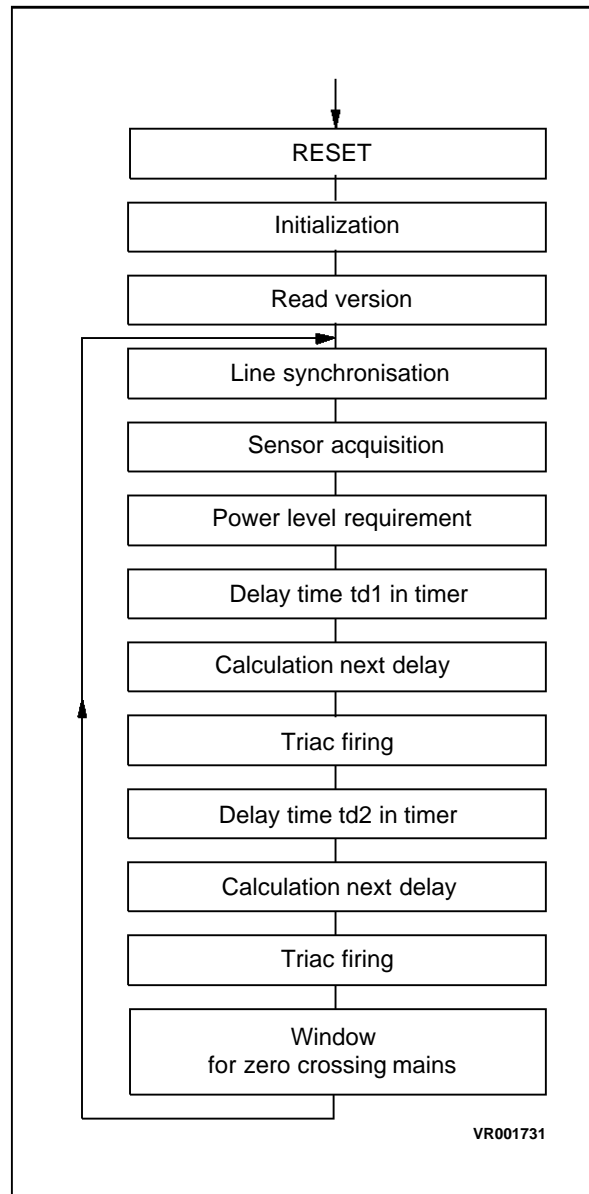 RESET
Initialization
Read version
Line synchronisation
Sensor acquisition
Power level requirement
Delay time td1 in timer
Calculation next delay
Triac firing
Delay time td2 in timer
Calculation next delay
Triac firing
Window
for zero crossing mains
VR001731